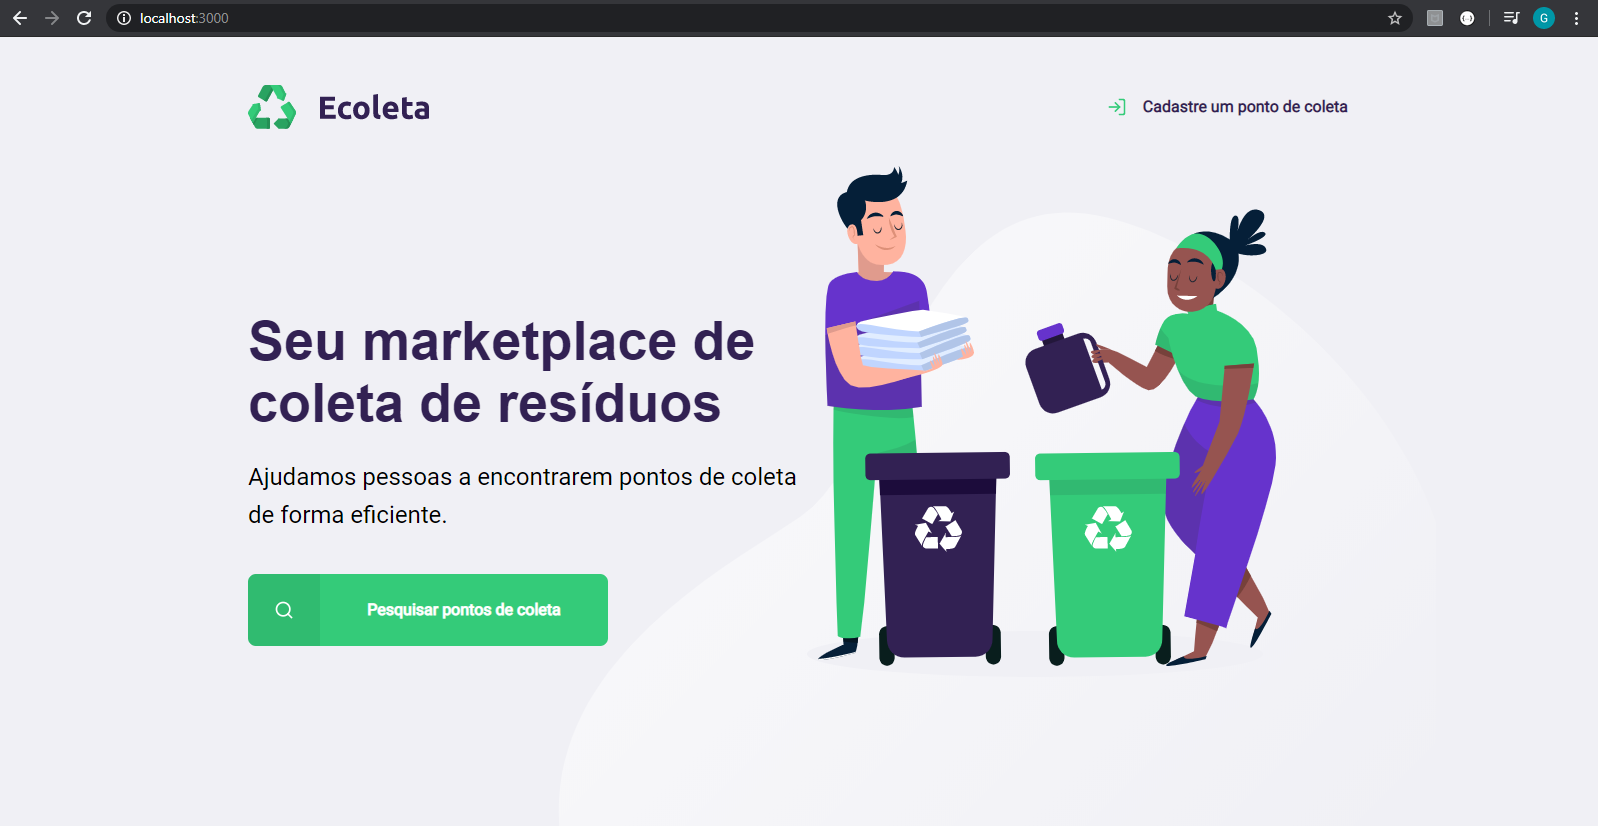 localhost:3000
G
Ecoleta
Cadastre um ponto de coleta
Seu marketplace de
coleta de resíduos
Ajudamos pessoas a encontrarem pontos de coleta
de forma eficiente.
Pesquisar pontos de coleta